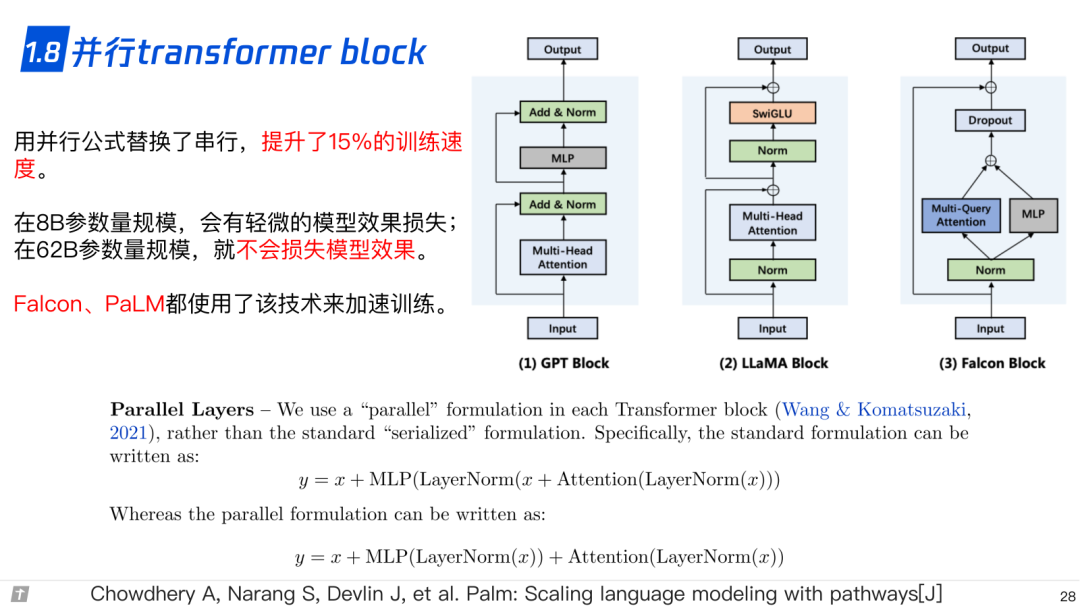 1.8 并行transformer block
用并行公式替换了串行，提升了15%的训练速
度。
在8B参数量规模，会有轻微的模型效果损失；
在62B参数量规模，就不会损失模型效果。
Falcon、PaLM都使用了该技术来加速训练。
Output
Add & Norm
MLP
Add & Norm
Multi-Head
Attention
Input
(1) GPT Block
Output
SwiGLU
Norm
Multi-Head
Attention
Norm
Input
(2) LLaMA Block
Output
Dropout
Multi-Query
Attention
MLP
Norm
Input
(3) Falcon Block
Parallel Layers – We use a “parallel” formulation in each Transformer block (Wang & Komatsuzaki,
2021), rather than the standard “serialized” formulation. Specifically, the standard formulation can be
written as:
y = x + MLP(LayerNorm(x + Attention(LayerNorm(x)))
Whereas the parallel formulation can be written as:
y = x + MLP(LayerNorm(x)) + Attention(LayerNorm(x))
Chowdhery A, Narang S, Devlin J, et al. Palm: Scaling language modeling with pathways[J]
28